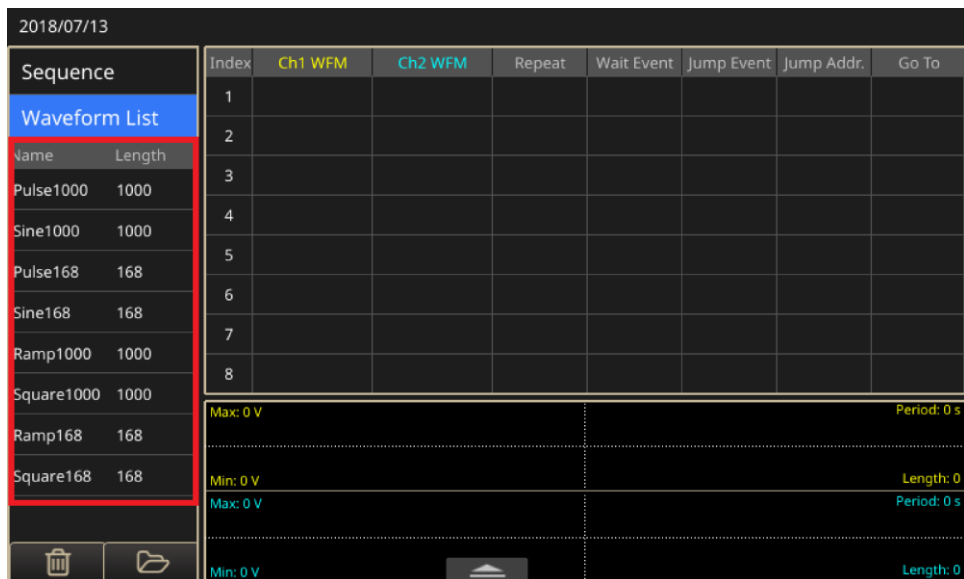 2018/07/13
Sequence
Waveform List
Name Length
Pulse1000 1000
Sine1000 1000
Pulse168 168
Sine168 168
Ramp1000 1000
Square1000 1000
Ramp168 168
Square168 168
Index Ch1 WFM Ch2 WFM Repeat Wait Event Jump Event Jump Addr. Go To
1
2
3
4
5
6
7
8
Max: 0 V Period: 0 s
Min: 0 V Length: 0
Max: 0 V Period: 0 s
Min: 0 V Length: 0